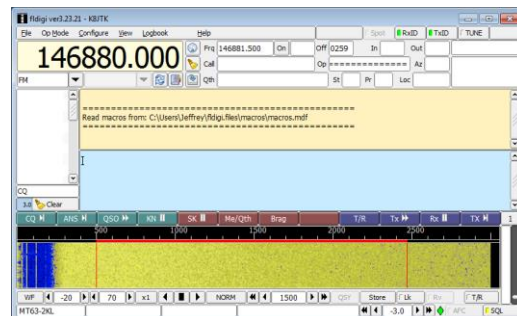 fldigi ver3.23.21 - KB8JTK
File Op Mode Configure View Logbook Help Spot RxID TxID TUNE
146880.000 Frq 146881.500 On Off 0259 In Out
Call Op Az
FM Qth St Pr Loc
Read macros from: C:\Users\Jeffrey\fldigi.files\macros\macros.mdf
CQ
3.0 Clear
CQ ANS QSO KN SK Me/Qth Brag T/R Tx Rx TX 1
500 1000 1500 2000 2500
WF -20 70 x1 NORM 1500 QSY Store Lk Rv T/R
MT63-2KL -3.0 AFC SQL